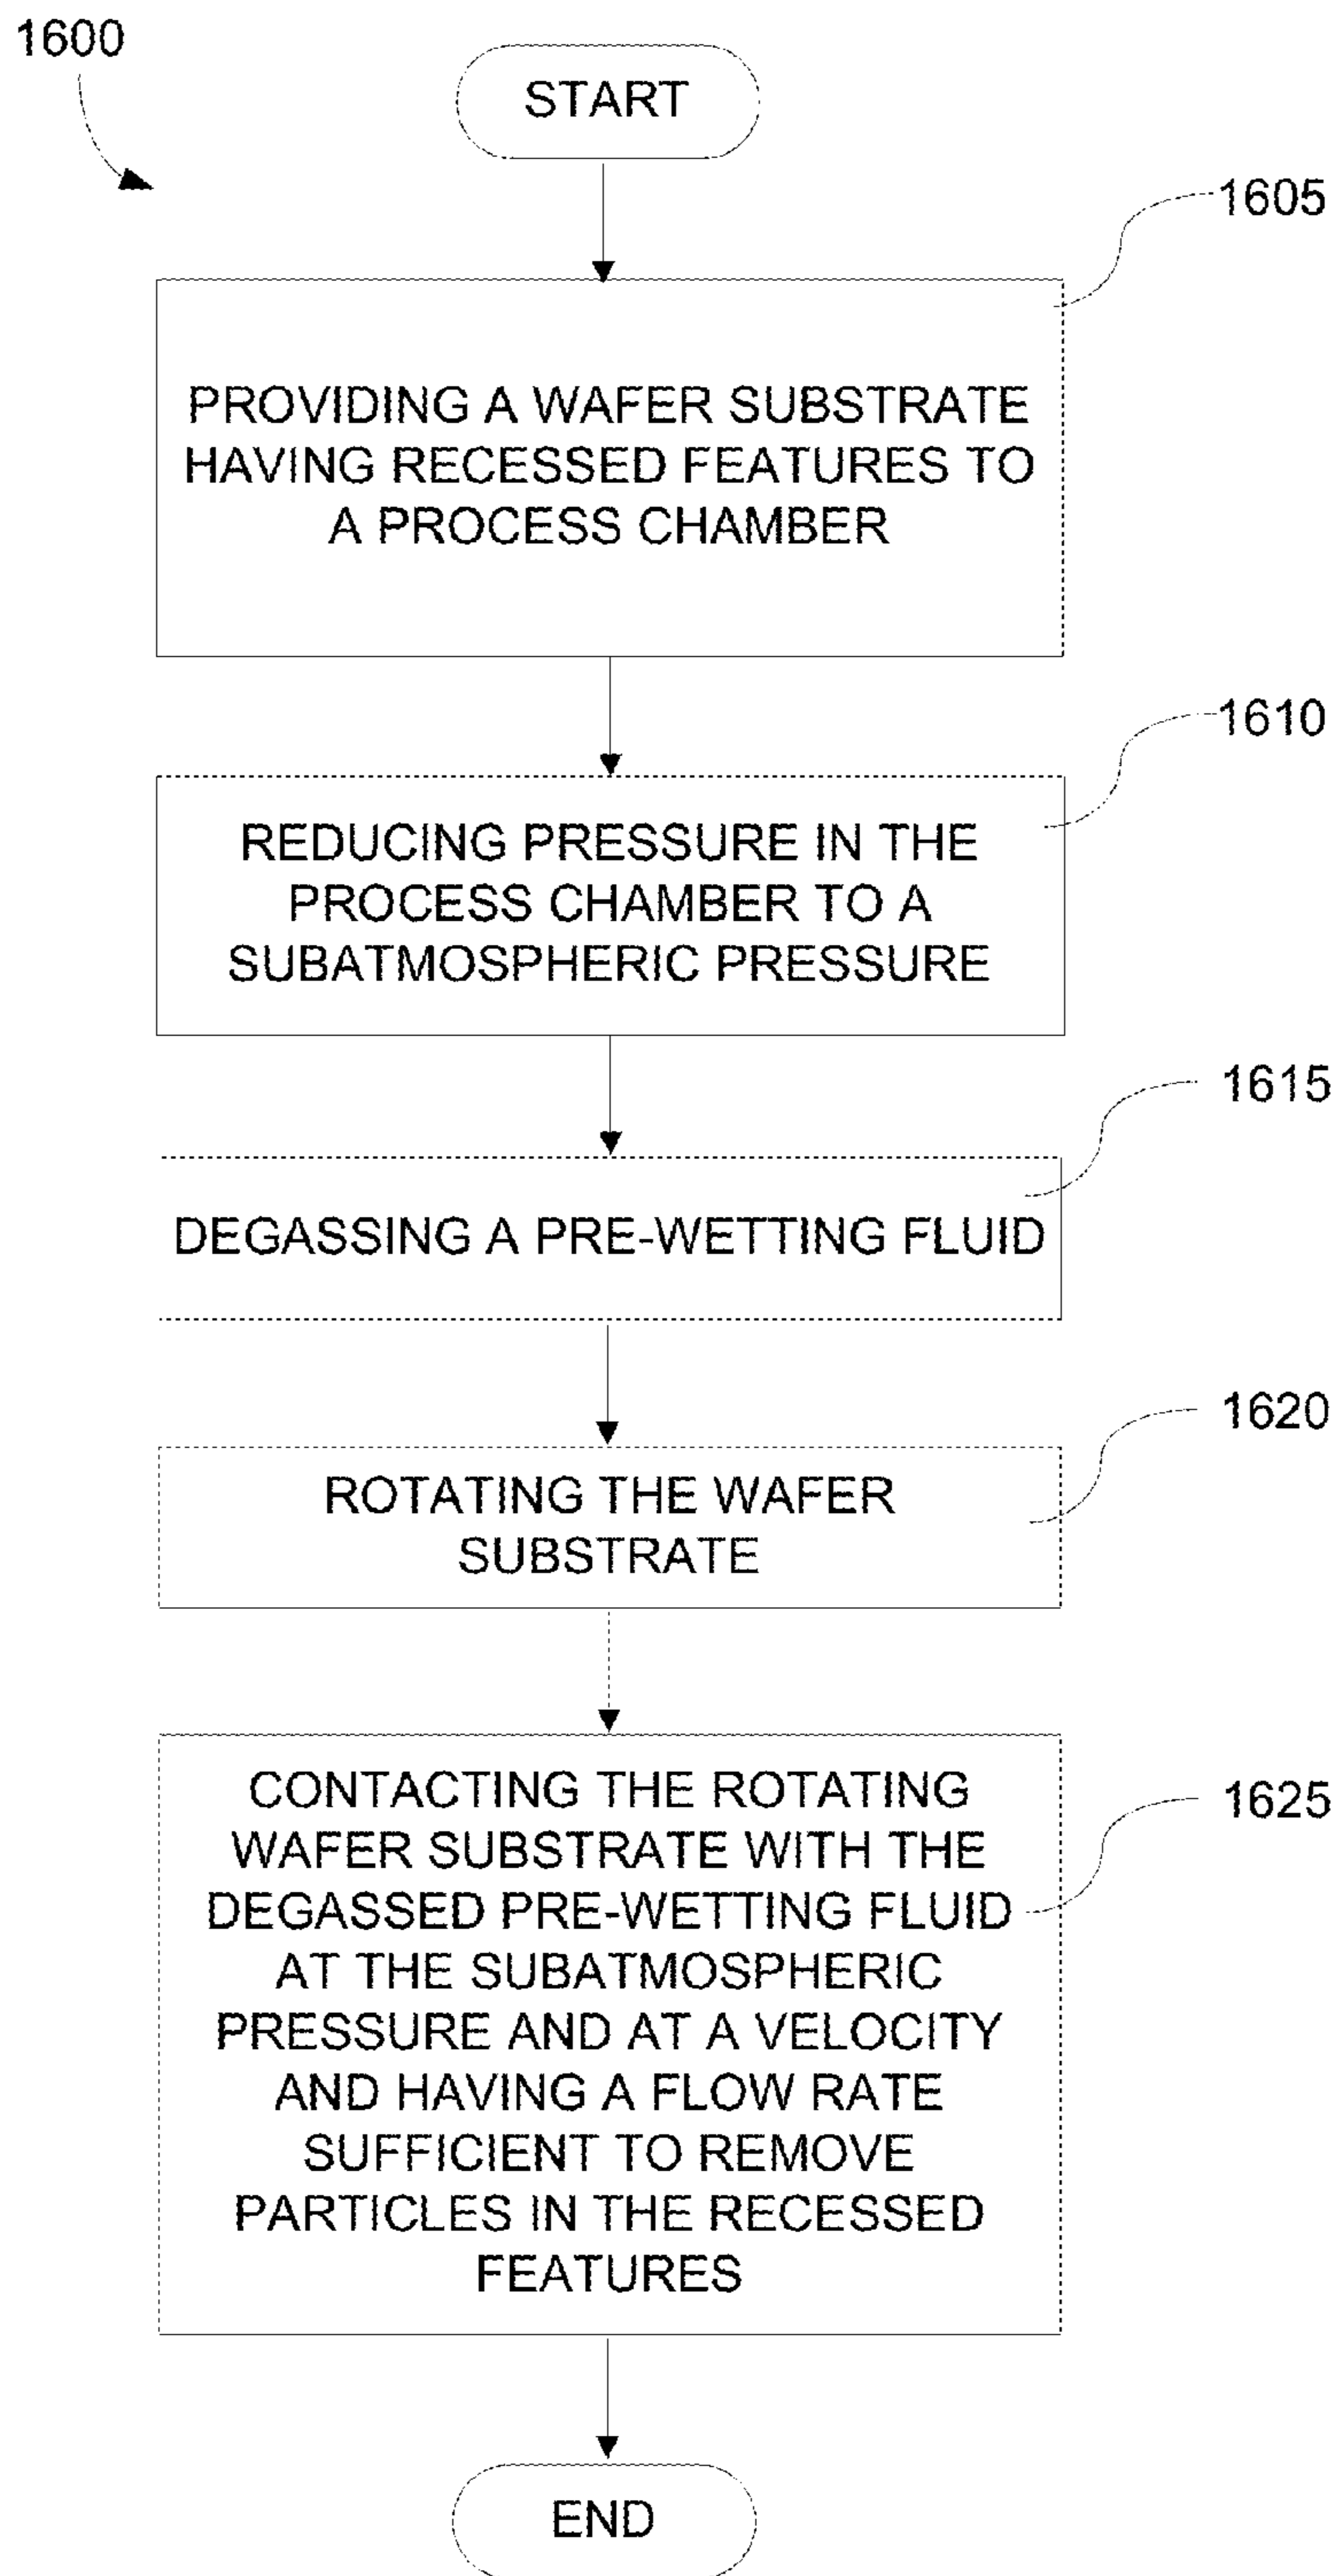 1600
START
1605
PROVIDING A WAFER SUBSTRATE
HAVING RECESSED FEATURES TO
A PROCESS CHAMBER
1610
REDUCING PRESSURE IN THE
PROCESS CHAMBER TO A
SUBATMOSPHERIC PRESSURE
1615
DEGASSING A PRE-WETTING FLUID
1620
ROTATING THE WAFER
SUBSTRATE
1625
CONTACTING THE ROTATING
WAFER SUBSTRATE WITH THE
DEGASSED PRE-WETTING FLUID
AT THE SUBATMOSPHERIC
PRESSURE AND AT A VELOCITY
AND HAVING A FLOW RATE
SUFFICIENT TO REMOVE
PARTICLES IN THE RECESSED
FEATURES
END